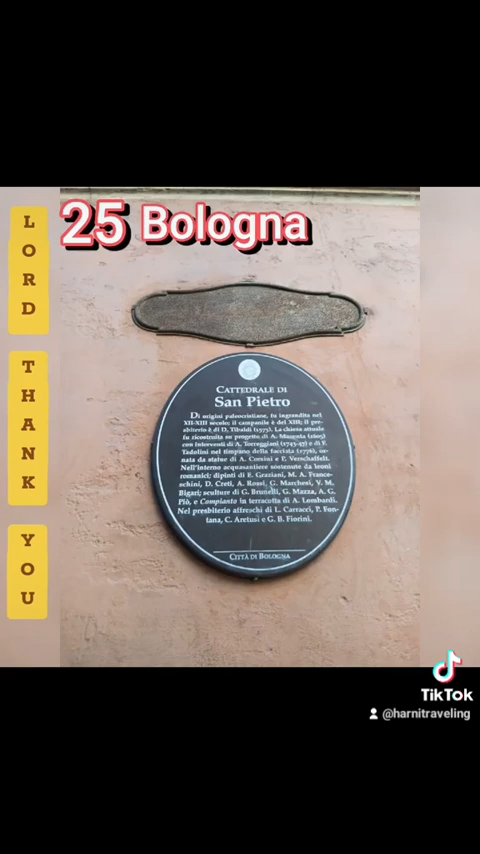 25 Bologna
LORD
THANK
YOU
CATTEDRALE DI
San Pietro
Di origini paleocristiane, fu ingrandita nel
XII-XIII secolo; il campanile è del XIII; il pre-
sbiterio è di D. Tibaldi (1575). La chiesa attuale
fu ricostruita su progetto di A. (1605)
con interventi di A. Torreggiani (1743-47) e di F.
Tadolini nel timpano della facciata (1776), or-
nata da statue di A. Corsini e P. Verschaffelt.
Nell'interno acquasantiere sostenute da leoni
romanici; dipinti di E. Graziani, M. A. France-
schini, D. Creti, A. Rossi, G. Marchesi, V. M.
Bigari; sculture di G. Brunelli, G. Mazza, A. G.
Piò, e Compianto in terracotta di A. Lombardi.
Nel presbiterio affreschi di L. Carracci, P. Fon-
tana, C. Aretusi e G. B. Fiorini.
CITTÀ DI BOLOGNA
TikTok
@harnitraveling